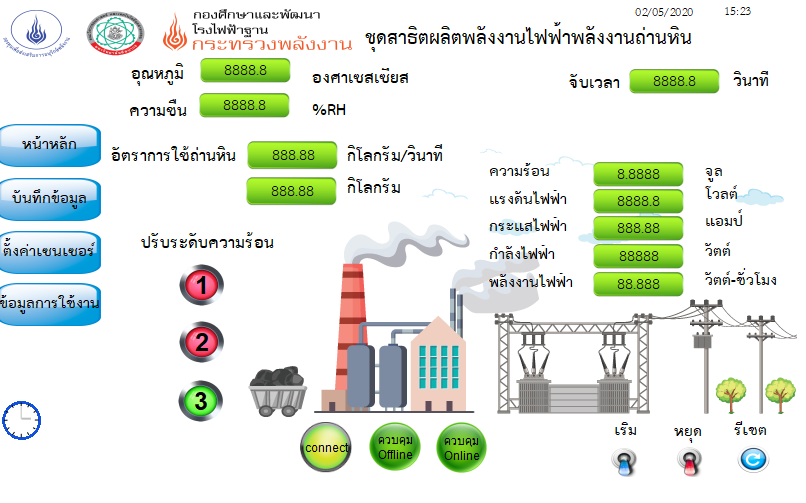 กองศึกษาและพัฒนา
โรงไฟฟ้าฐาน
กระทรวงพลังงาน
ชุดสาธิตผลิตพลังงานไฟฟ้าพลังงานถ่านหิน
02/05/2020 15:23
อุณหภูมิ 8888.8 องศาเซสเซียส
จับเวลา 8888.8 วินาที
ความชื้น 8888.8 %RH
หน้าหลัก
บันทึกข้อมูล
ตั้งค่าเซนเซอร์
ข้อมูลการใช้งาน
อัตราการใช้ถ่านหิน 888.88 กิโลกรัม/วินาที
888.88 กิโลกรัม
ความร้อน 8.8888 จูล
แรงดันไฟฟ้า 8888.8 โวลต์
กระแสไฟฟ้า 888.88 แอมป์
กำลังไฟฟ้า 88888 วัตต์
พลังงานไฟฟ้า 88.888 วัตต์-ชั่วโมง
ปรับระดับความร้อน
1
2
3
connect
ควบคุม
Offline
ควบคุม
Online
เริ่ม
หยุด
รีเซต